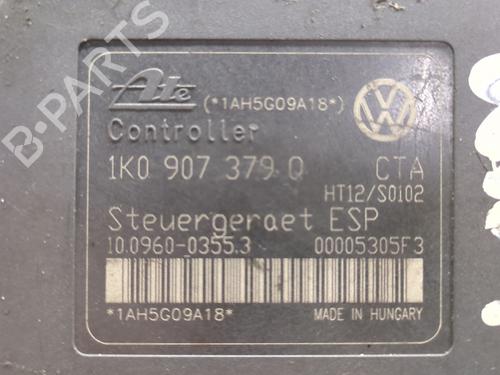 Ate (*1AH5G09A18*)
Controller
1K0 907 379 Q CTA
HT12/S0102
Steuergeraet ESP
10.0960-0355.3 00005305F3
*1AH5G09A18* MADE IN HUNGARY
B-PARTS